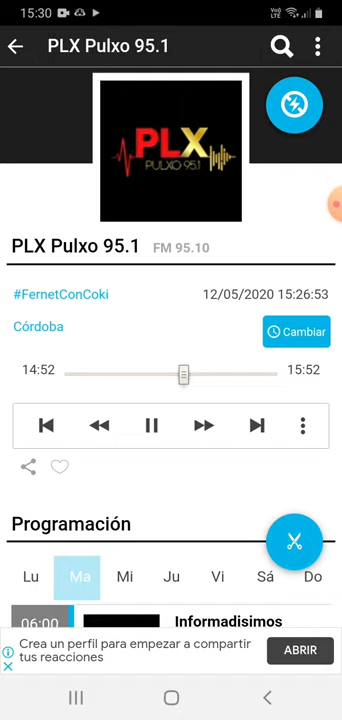 15:30
PLX Pulxo 95.1
PLX
PULXO 95.1
PLX Pulxo 95.1 FM 95.10
#FernetConCoki 12/05/2020 15:26:53
Córdoba Cambiar
14:52 15:52
Programación
Lu Ma Mi Ju Vi Sá Do
06:00 Informadisimos
Crea un perfil para empezar a compartir
tus reacciones
ABRIR